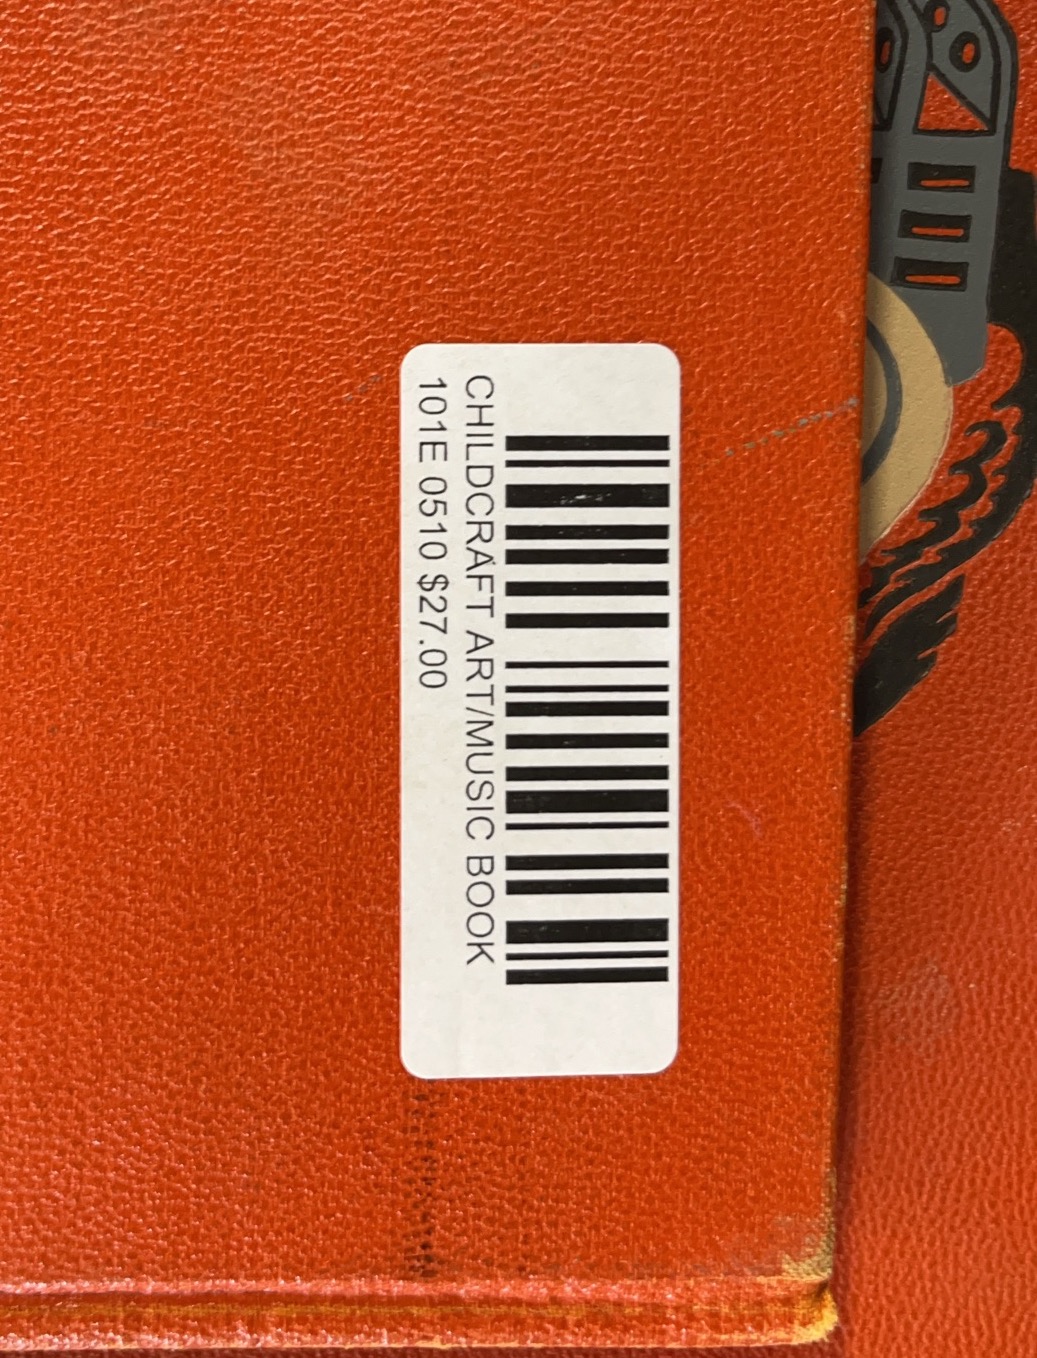 CHILDCRAFT ART/MUSIC BOOK
101E 0510 $27.00